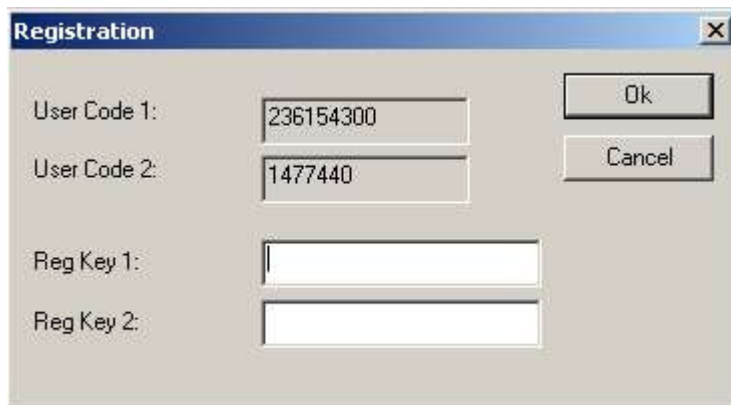 Registration
User Code 1: 236154300
Ok
User Code 2: 1477440
Cancel
Reg Key 1:
Reg Key 2: